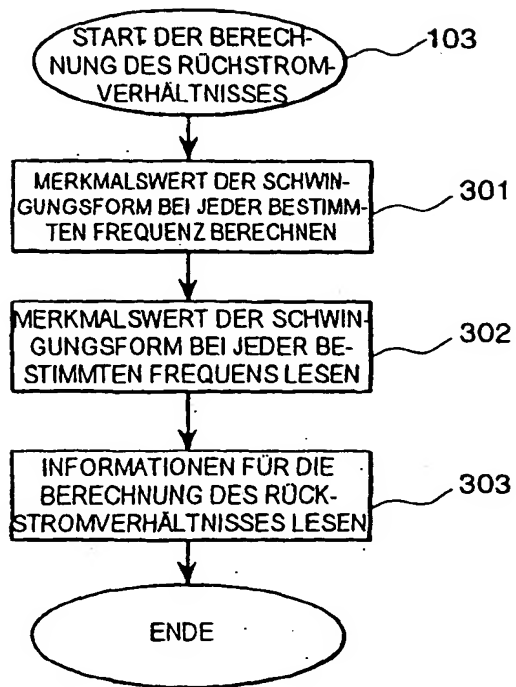 START DER BERECH-
NUNG DES RÜCHSTROM-
VERHÄLTNISSES
103
MERKMALSWERT DER SCHWIN-
GUNGSFORM BEI JEDER BESTIMM-
TEN FREQUENZ BERECHNEN
301
MERKMALSWERT DER SCHWIN-
GUNGSFORM BEI JEDER BE-
STIMMTEN FREQUENS LESEN
302
INFORMATIONEN FÜR DIE
BERECHNUNG DES RÜCK-
STROMVERHÄLTNISSES LESEN
303
ENDE